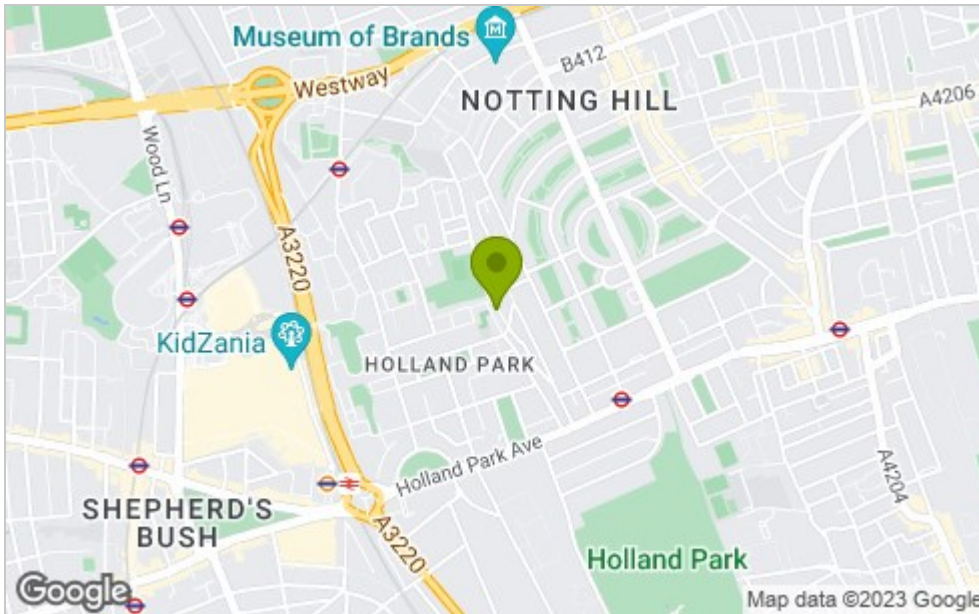 Museum of Brands
M
B412
Westway
NOTTING HILL
A4206
Wood Ln
A3220
KidZania
HOLLAND PARK
Holland Park Ave
A4204
SHEPHERD'S
BUSH
A3220
Holland Park
Google
Map data ©2023 Google